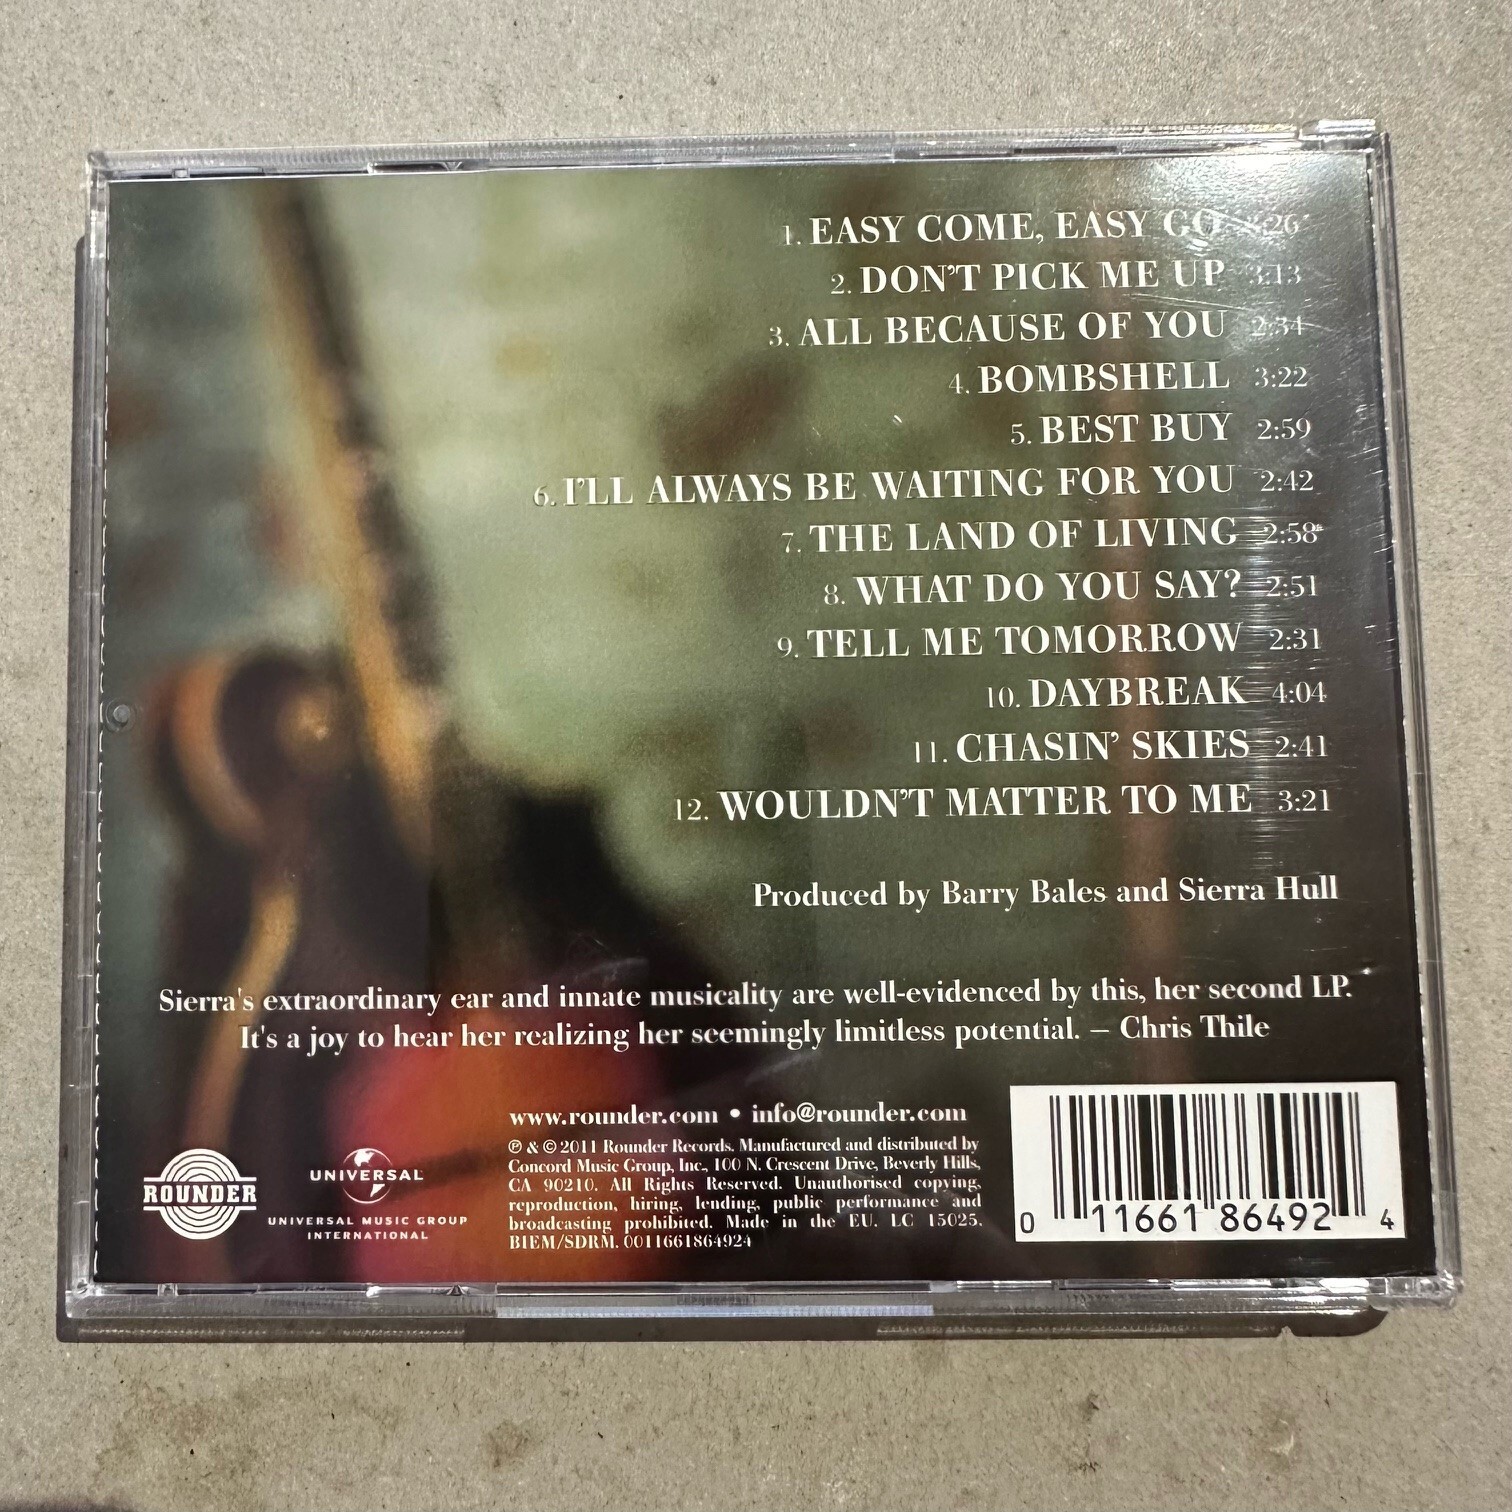 1. EASY COME, EASY GO
2. DON'T PICK ME UP 3:13
3. ALL BECAUSE OF YOU 2:34
4. BOMBSHELL 3:22
5. BEST BUY 2:59
6. I'LL ALWAYS BE WAITING FOR YOU 2:42
7. THE LAND OF LIVING 2:58
8. WHAT DO YOU SAY? 2:51
9. TELL ME TOMORROW 2:31
10. DAYBREAK 4:04
11. CHASIN' SKIES 2:41
12. WOULDN'T MATTER TO ME 3:21
Produced by Barry Bales and Sierra Hull
Sierra's extraordinary ear and innate musicality are well-evidenced by this, her second LP.
It's a joy to hear her realizing her seemingly limitless potential. – Chris Thile
www.rounder.com • info@rounder.com
℗ & © 2011 Rounder Records. Manufactured and distributed by
Concord Music Group, Inc., 100 N. Crescent Drive, Beverly Hills,
CA 90210. All Rights Reserved. Unauthorised copying,
reproduction, hiring, lending, public performance and
broadcasting prohibited. Made in the EU. LC 15025.
BIEM/SDRM. 0011661864924
ROUNDER
UNIVERSAL
UNIVERSAL MUSIC GROUP
INTERNATIONAL
0 11661 86492 4